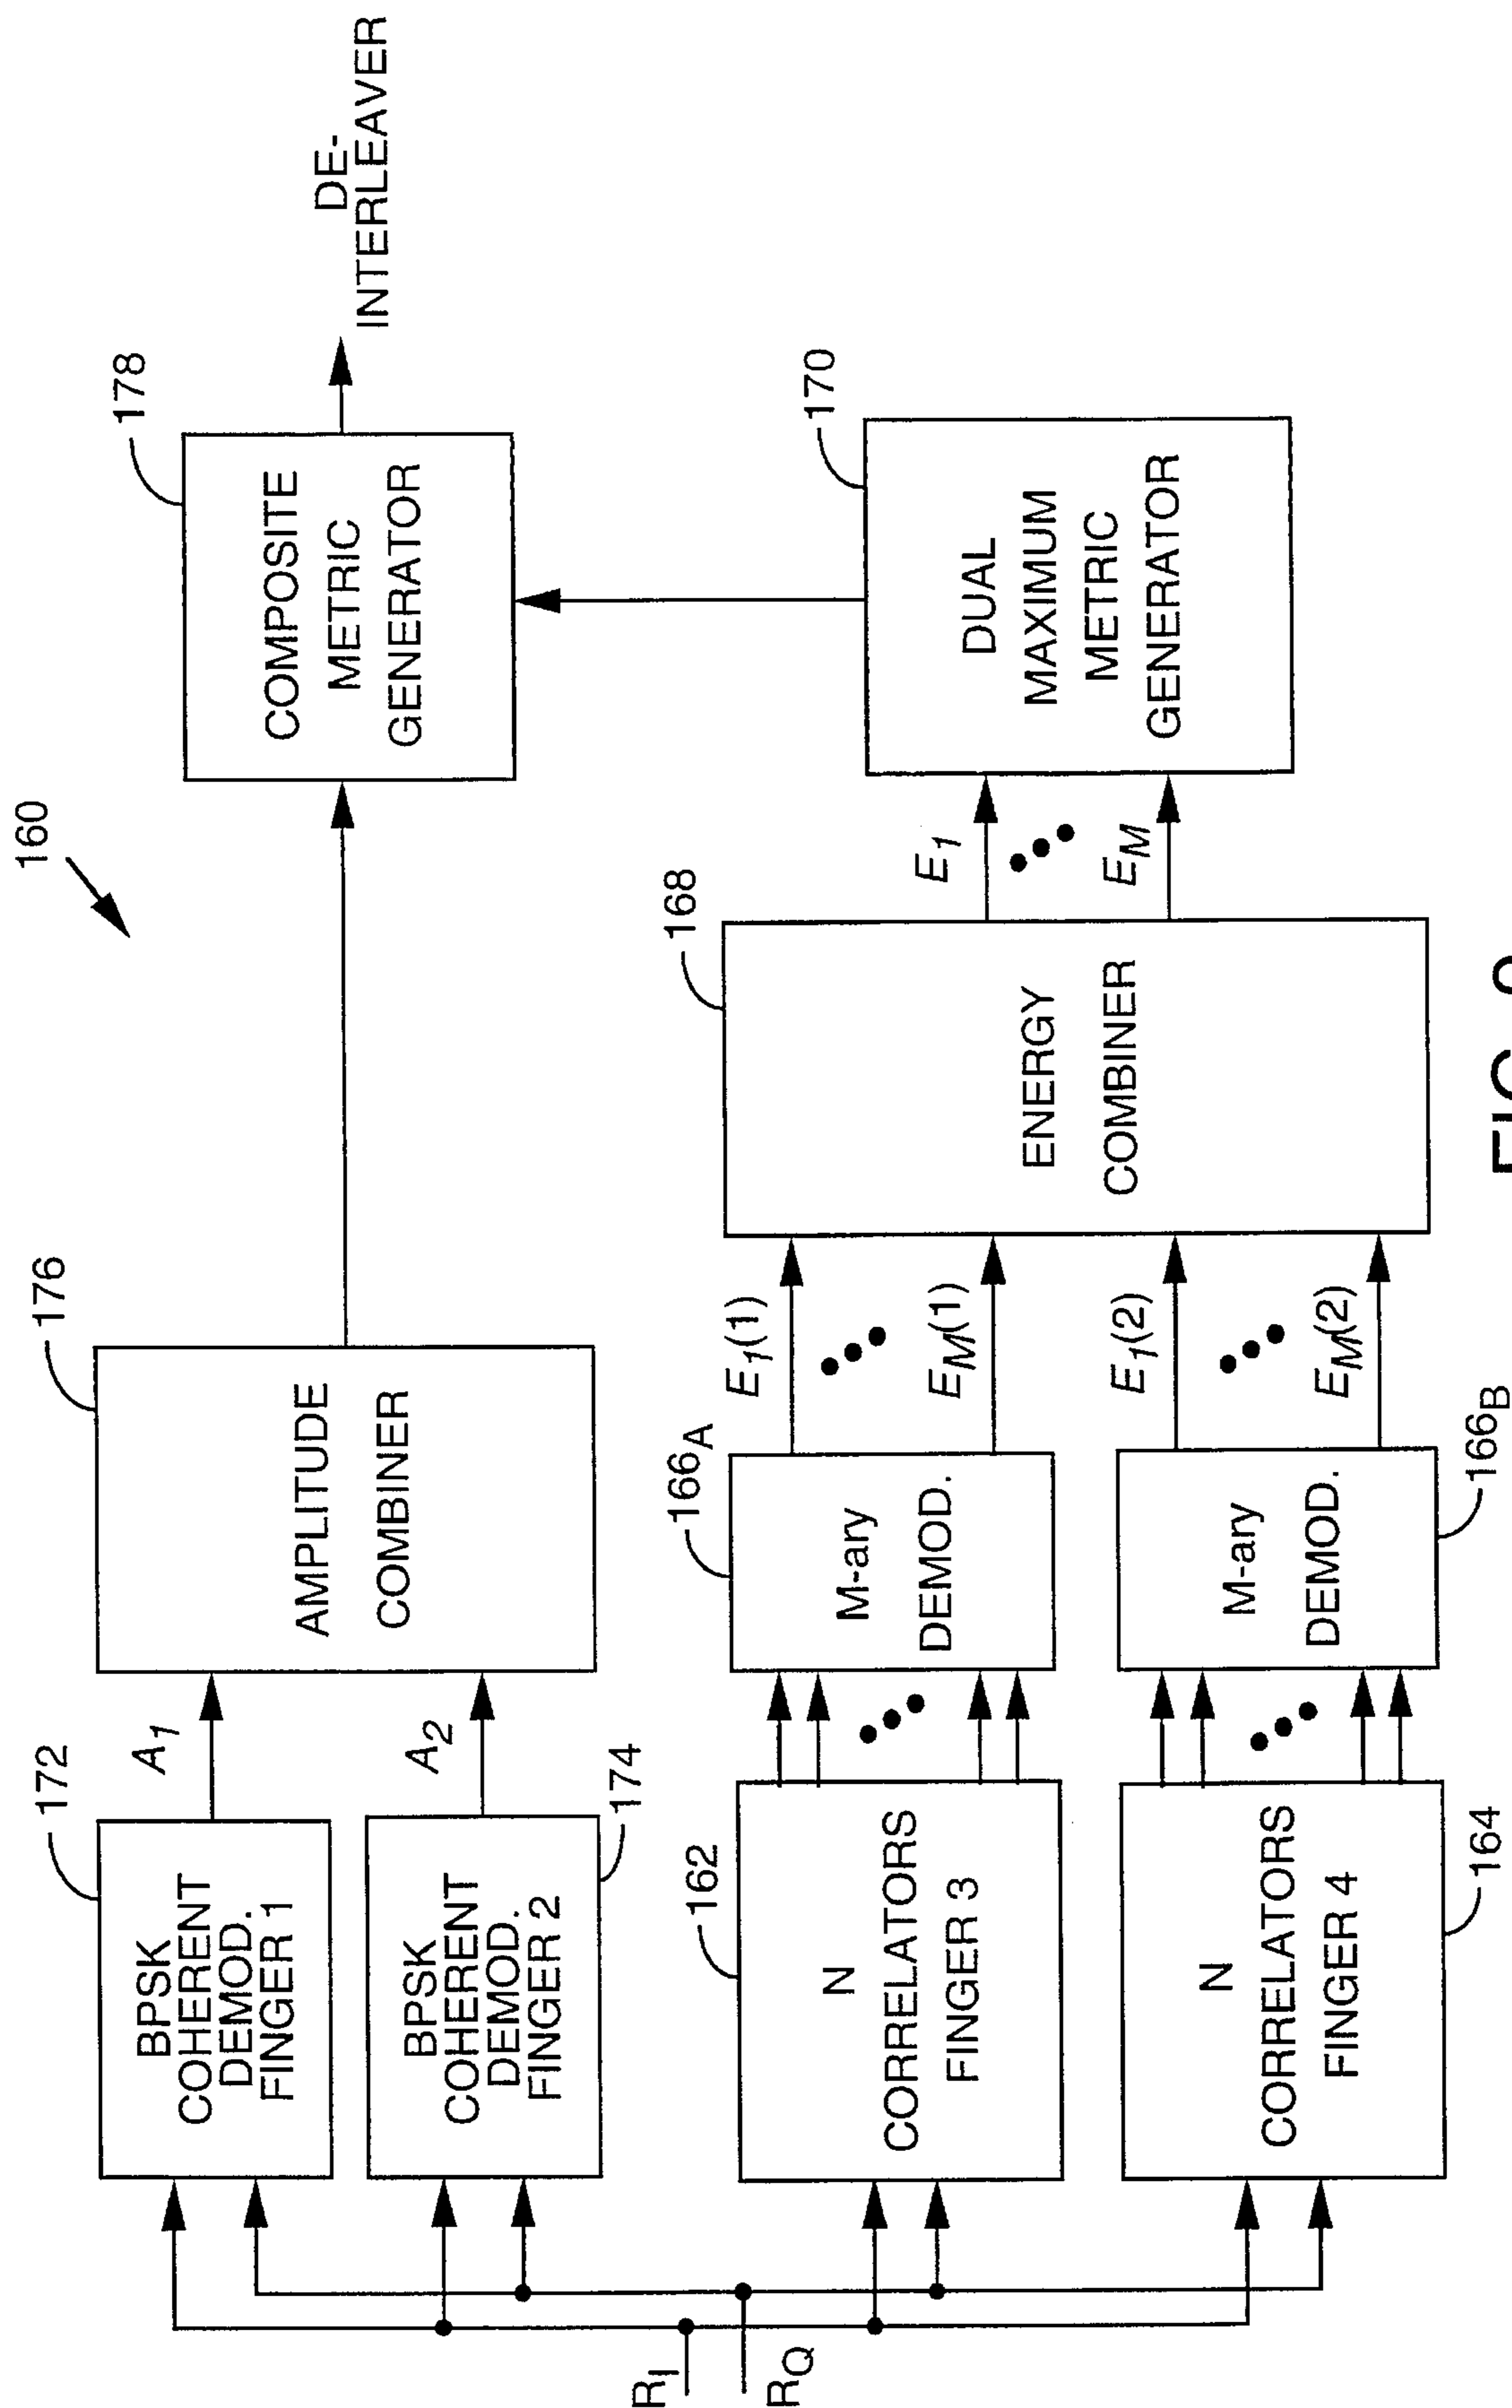 160
172
BPSK
COHERENT
DEMOD.
FINGER 1
A1
176
AMPLITUDE
COMBINER
178
COMPOSITE
METRIC
GENERATOR
DE-
INTERLEAVER
BPSK
COHERENT
DEMOD.
FINGER 2
A2
174
RI
RQ
162
N
CORRELATORS
FINGER 3
166A
M-ary
DEMOD.
E1(1)
EM(1)
168
ENERGY
COMBINER
E1
EM
170
DUAL
MAXIMUM
METRIC
GENERATOR
N
CORRELATORS
FINGER 4
164
M-ary
DEMOD.
166B
E1(2)
EM(2)